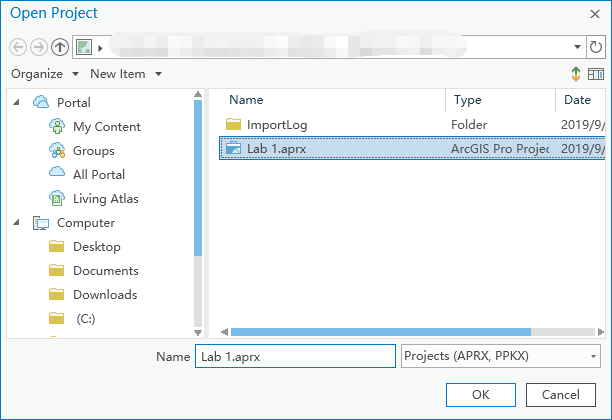 Open Project
Organize New Item
Portal
My Content
Groups
All Portal
Living Atlas
Computer
Desktop
Documents
Downloads
(C:)
Name Type Date
ImportLog Folder 2019/9/
Lab 1.aprx ArcGIS Pro Projec 2019/9/
Name Lab 1.aprx Projects (APRX, PPKX)
OK Cancel